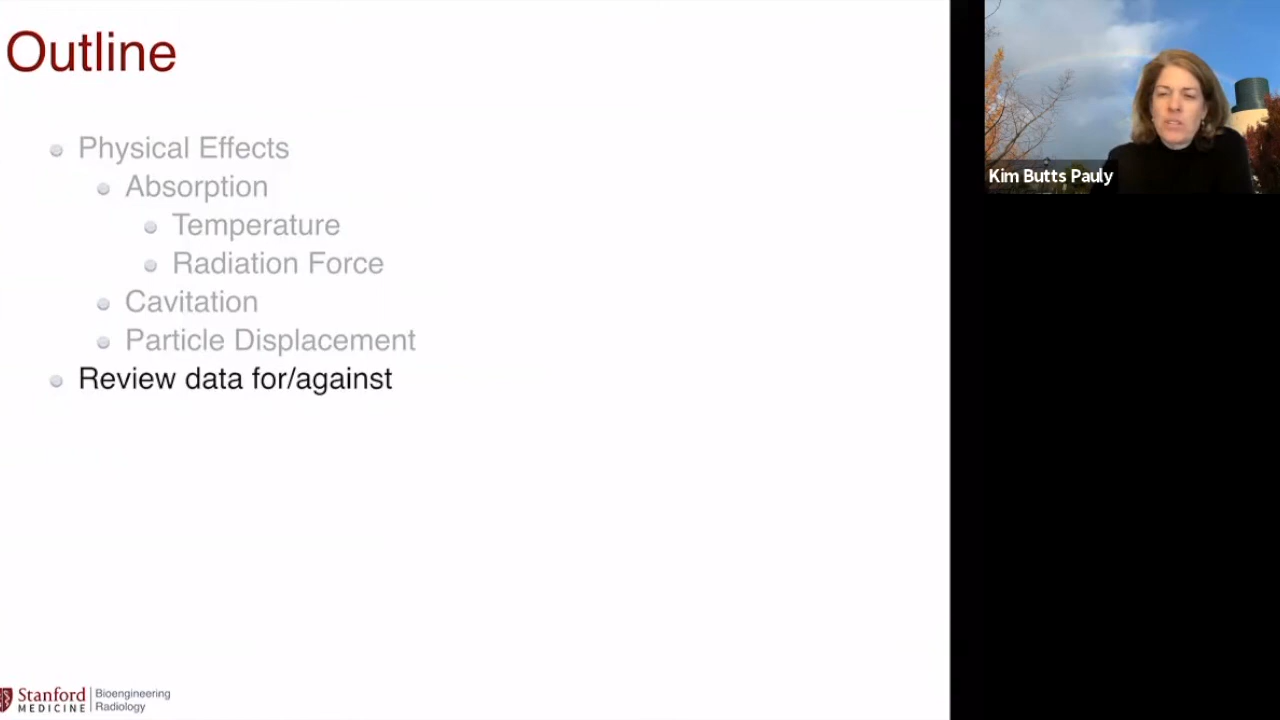 Outline
Physical Effects
Absorption
Temperature
Radiation Force
Cavitation
Particle Displacement
Review data for/against
Kim Butts Pauly
Stanford
MEDICINE
Bioengineering
Radiology